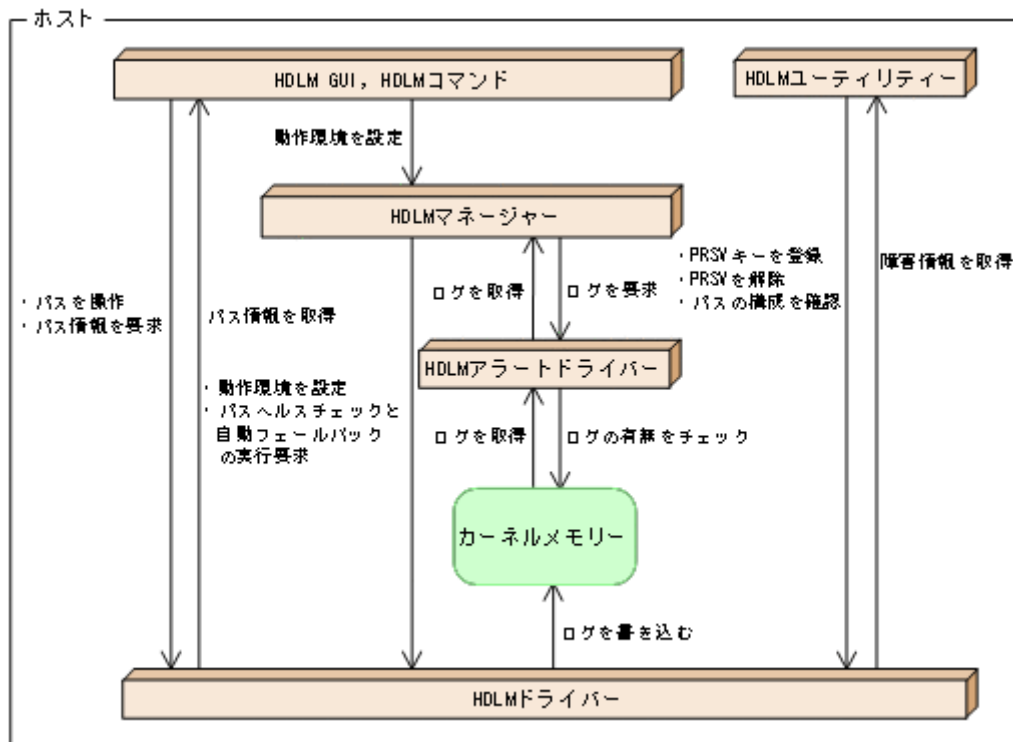 ホスト
HDLM GUI, HDLMコマンド
HDLMユーティリティー
動作環境を設定
HDLMマネージャー
・PRSVキーを登録
・PRSVを解除
・パスの構成を確認
障害情報を取得
・パスを操作
・パス情報を要求
パス情報を取得
ログを取得
ログを要求
HDLMアラートドライバー
・動作環境を設定
・パスヘルスチェックと
自動フェールバック
の実行要求
ログを取得
ログの有無をチェック
カーネルメモリー
ログを書き込む
HDLMドライバー